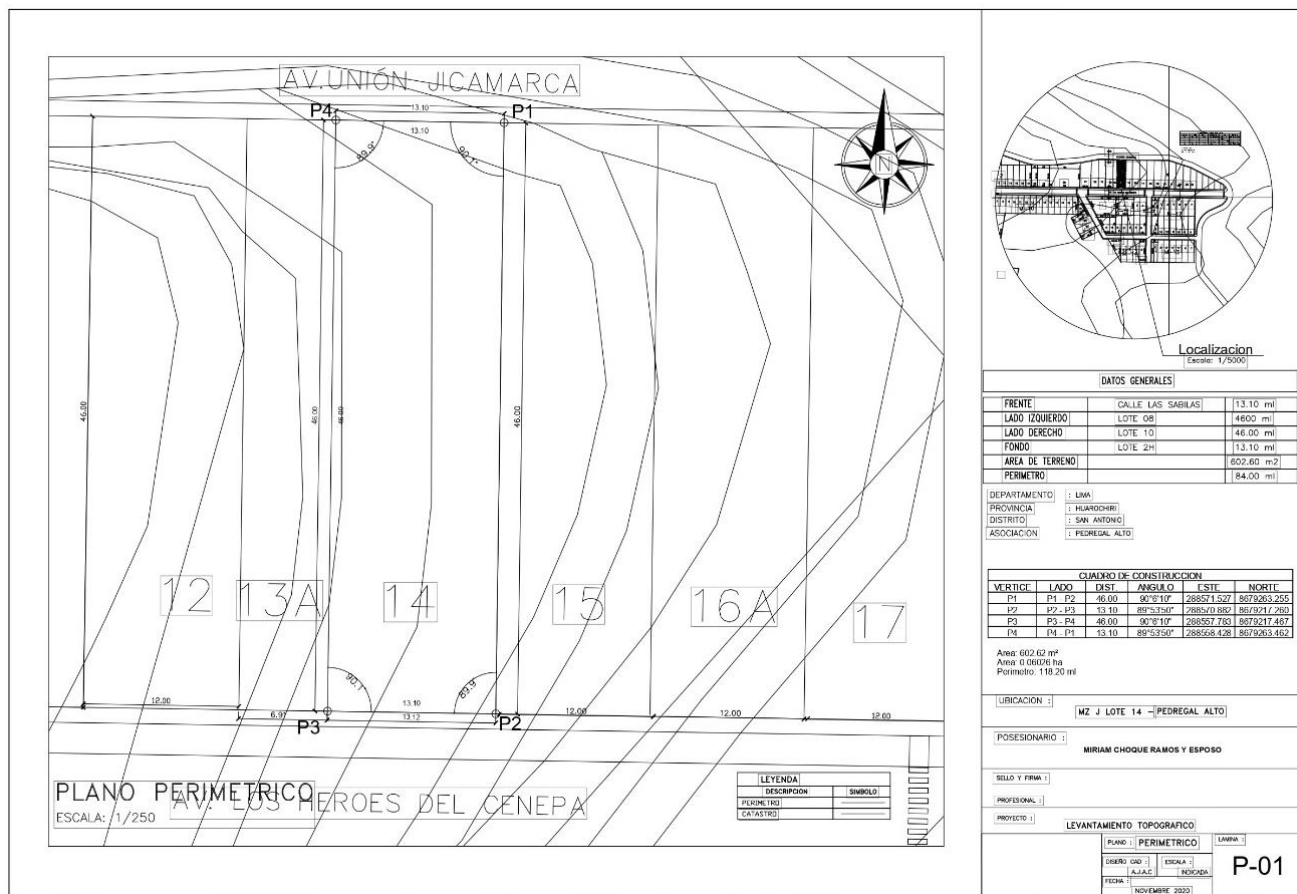 AV.UNIÓN JICAMARCA
P4
13.10
P1
13.10
89.9°
90.1°
N
46.00
46.00
46.00
46.00
12
13A
14
15
16A
17
90.1°
89.9°
12.00
13.10
6.97
13.12
12.00
12.00
12.00
P3
P2
PLANO PERIMETRICO
AV. LOS HEROES DEL CENEPA
ESCALA: 1/250
LEYENDA
DESCRIPCION SIMBOLO
PERIMETRO
CATASTRO
Localizacion
Escala: 1/5000
DATOS GENERALES
FRENTE CALLE LAS SABILAS 13.10 ml
LADO IZQUIERDO LOTE 08 4600 ml
LADO DERECHO LOTE 10 46.00 ml
FONDO LOTE 2H 13.10 ml
AREA DE TERRENO 602.60 m2
PERIMETRO 84.00 ml
DEPARTAMENTO : LIMA
PROVINCIA : HUAROCHIRI
DISTRITO : SAN ANTONIO
ASOCIACION : PEDREGAL ALTO
CUADRO DE CONSTRUCCION
VERTICE LADO DIST. ANGULO ESTE NORTE
P1 P1 - P2 46.00 90°6'10" 288571.527 8679263.255
P2 P2 - P3 13.10 89°53'50" 288570.882 8679217.260
P3 P3 - P4 46.00 90°6'10" 288557.783 8679217.467
P4 P4 - P1 13.10 89°53'50" 288558.428 8679263.462
Area: 602.62 m²
Area: 0.06026 ha
Perimetro: 118.20 ml
UBICACION :
MZ J LOTE 14 - PEDREGAL ALTO
POSESIONARIO :
MIRIAM CHOQUE RAMOS Y ESPOSO
SELLO Y FIRMA :
PROFESIONAL :
PROYECTO :
LEVANTAMIENTO TOPOGRAFICO
PLANO : PERIMETRICO
LAMINA :
P-01
DISEÑO CAD :
A.J.A.C
ESCALA :
INDICADA
FECHA :
NOVIEMBRE 2020